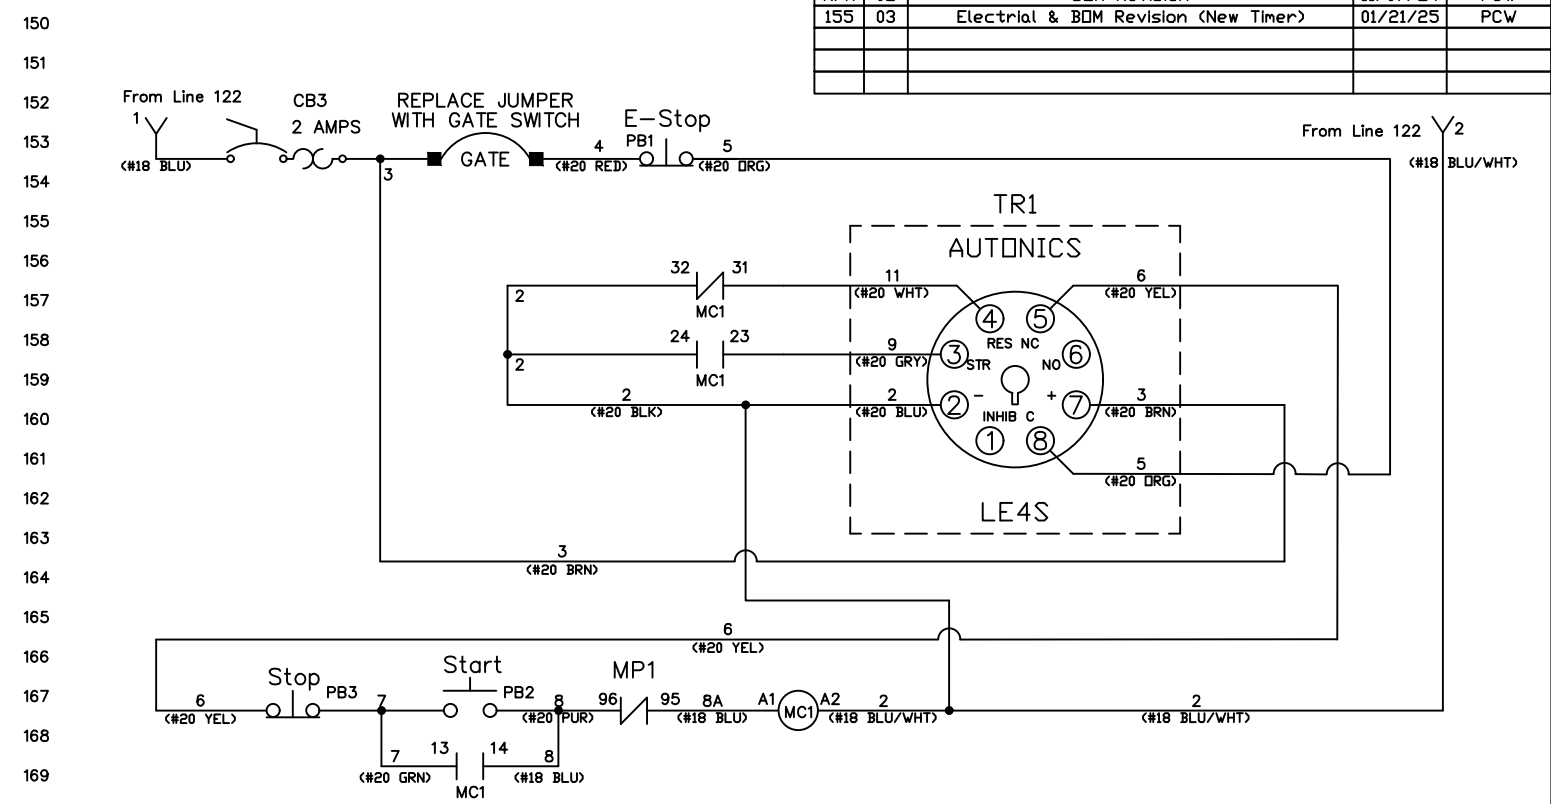 150
155 03 Electrial & BOM Revision (New Timer) 01/21/25 PCW
151
152
From Line 122
CB3
REPLACE JUMPER
WITH GATE SWITCH
E-Stop
1
2 AMPS
4
PB1
5
From Line 122
2
153
GATE
(#18 BLU)
(#20 RED)
(#20 ORG)
(#18 BLU/WHT)
3
154
155
TR1
156
AUTONICS
32
31
11
6
157
2
(#20 WHT)
(#20 YEL)
MC1
4
5
158
24
23
9
RES NC
2
(#20 GRY)
3
STR
NO
6
159
MC1
2
2
-
+
3
160
(#20 BLK)
(#20 BLU)
2
7
(#20 BRN)
INHIB C
1
8
161
5
(#20 ORG)
162
LE4S
163
3
(#20 BRN)
164
165
6
(#20 YEL)
166
Stop
Start
MP1
167
6
PB3
7
PB2
8
96
95
8A
A1
MC1
A2
2
2
(#20 YEL)
(#20 PUR)
(#18 BLU)
(#18 BLU/WHT)
(#18 BLU/WHT)
168
7
13
14
8
169
(#20 GRN)
(#18 BLU)
MC1